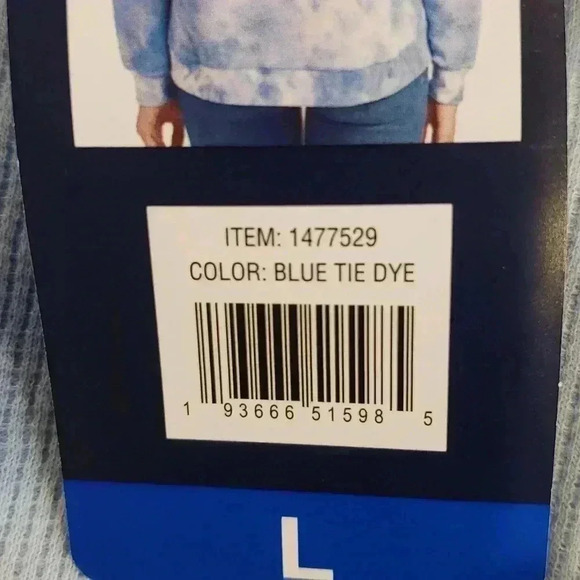 ITEM: 1477529
COLOR: BLUE TIE DYE
1 93666 51598 5
L